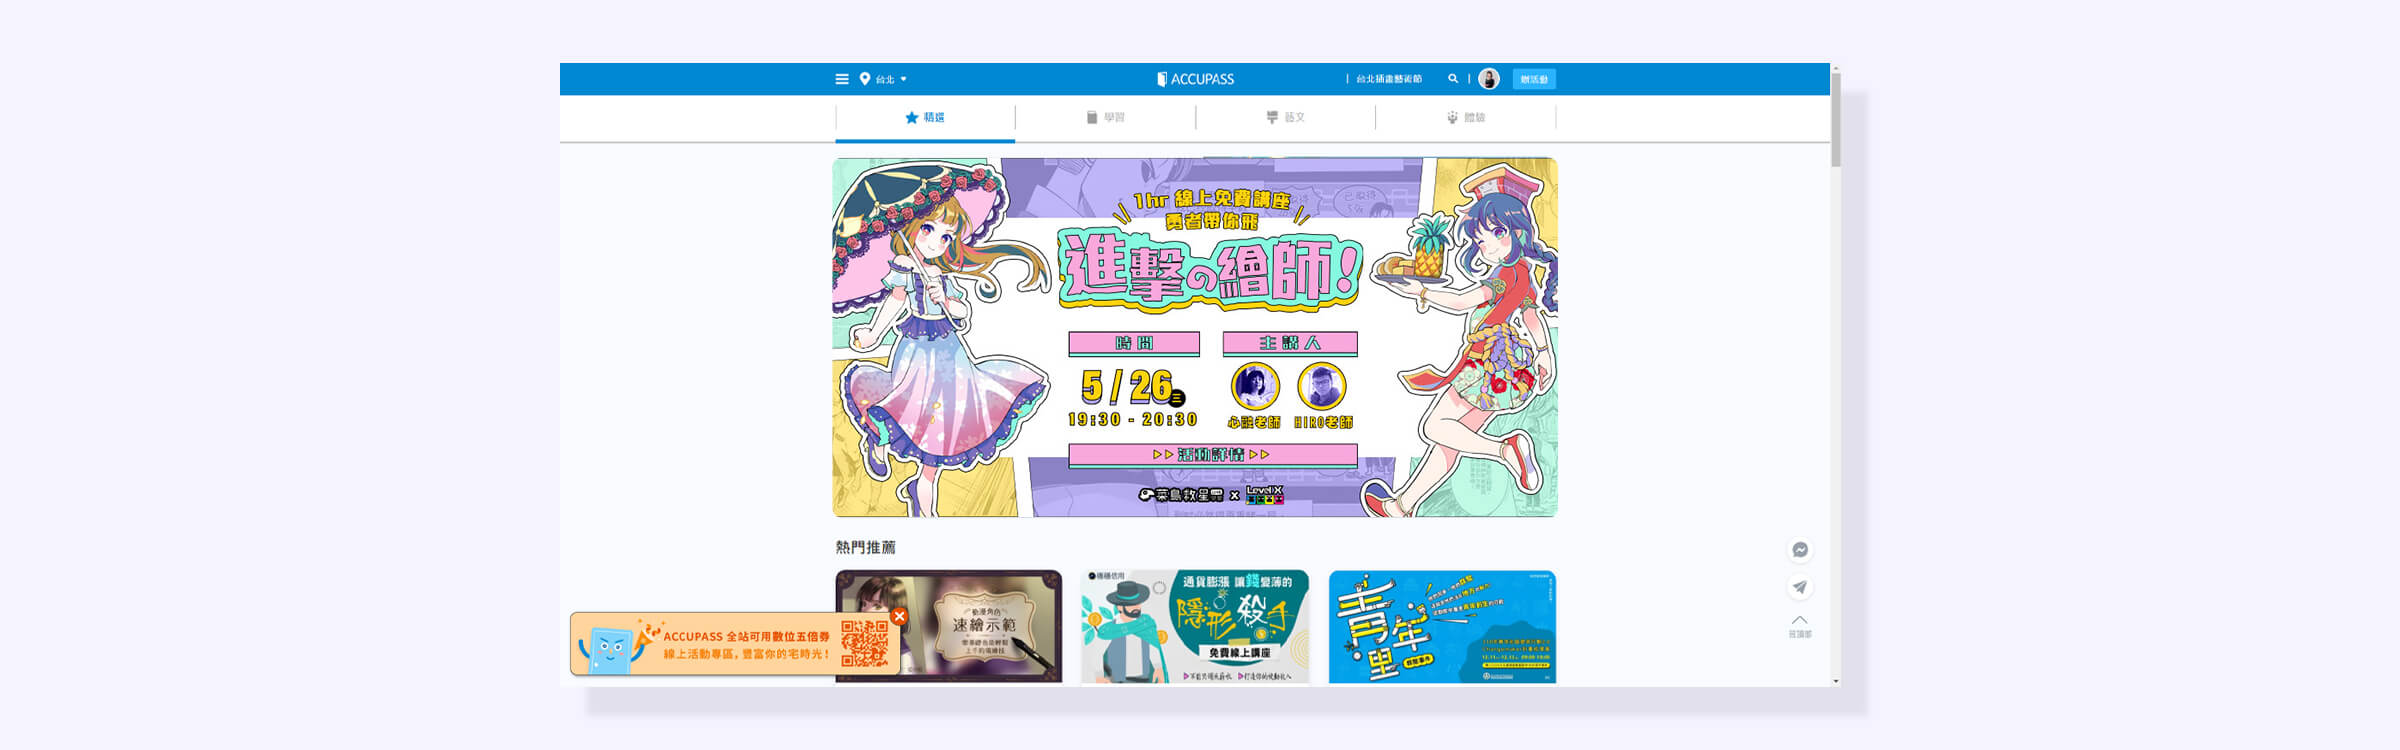 台北
ACCUPASS
台北插畫藝術節
辦活動
精選
學習
藝文
體驗
1hr 線上免費講座
勇者帶你飛
進擊の繪師!
時間
主講人
5/26 三
19:30 - 20:30
心融老師
HIRO老師
活動詳情
菜鳥救星 x LevelX
熱門推薦
動漫角色
速繪示範
通貨膨漲 讓錢變薄的
隱形殺手
免費線上講座
青年里
ACCUPASS 全站可用數位五倍券
線上活動專區,豐富你的宅時光!
回頂部